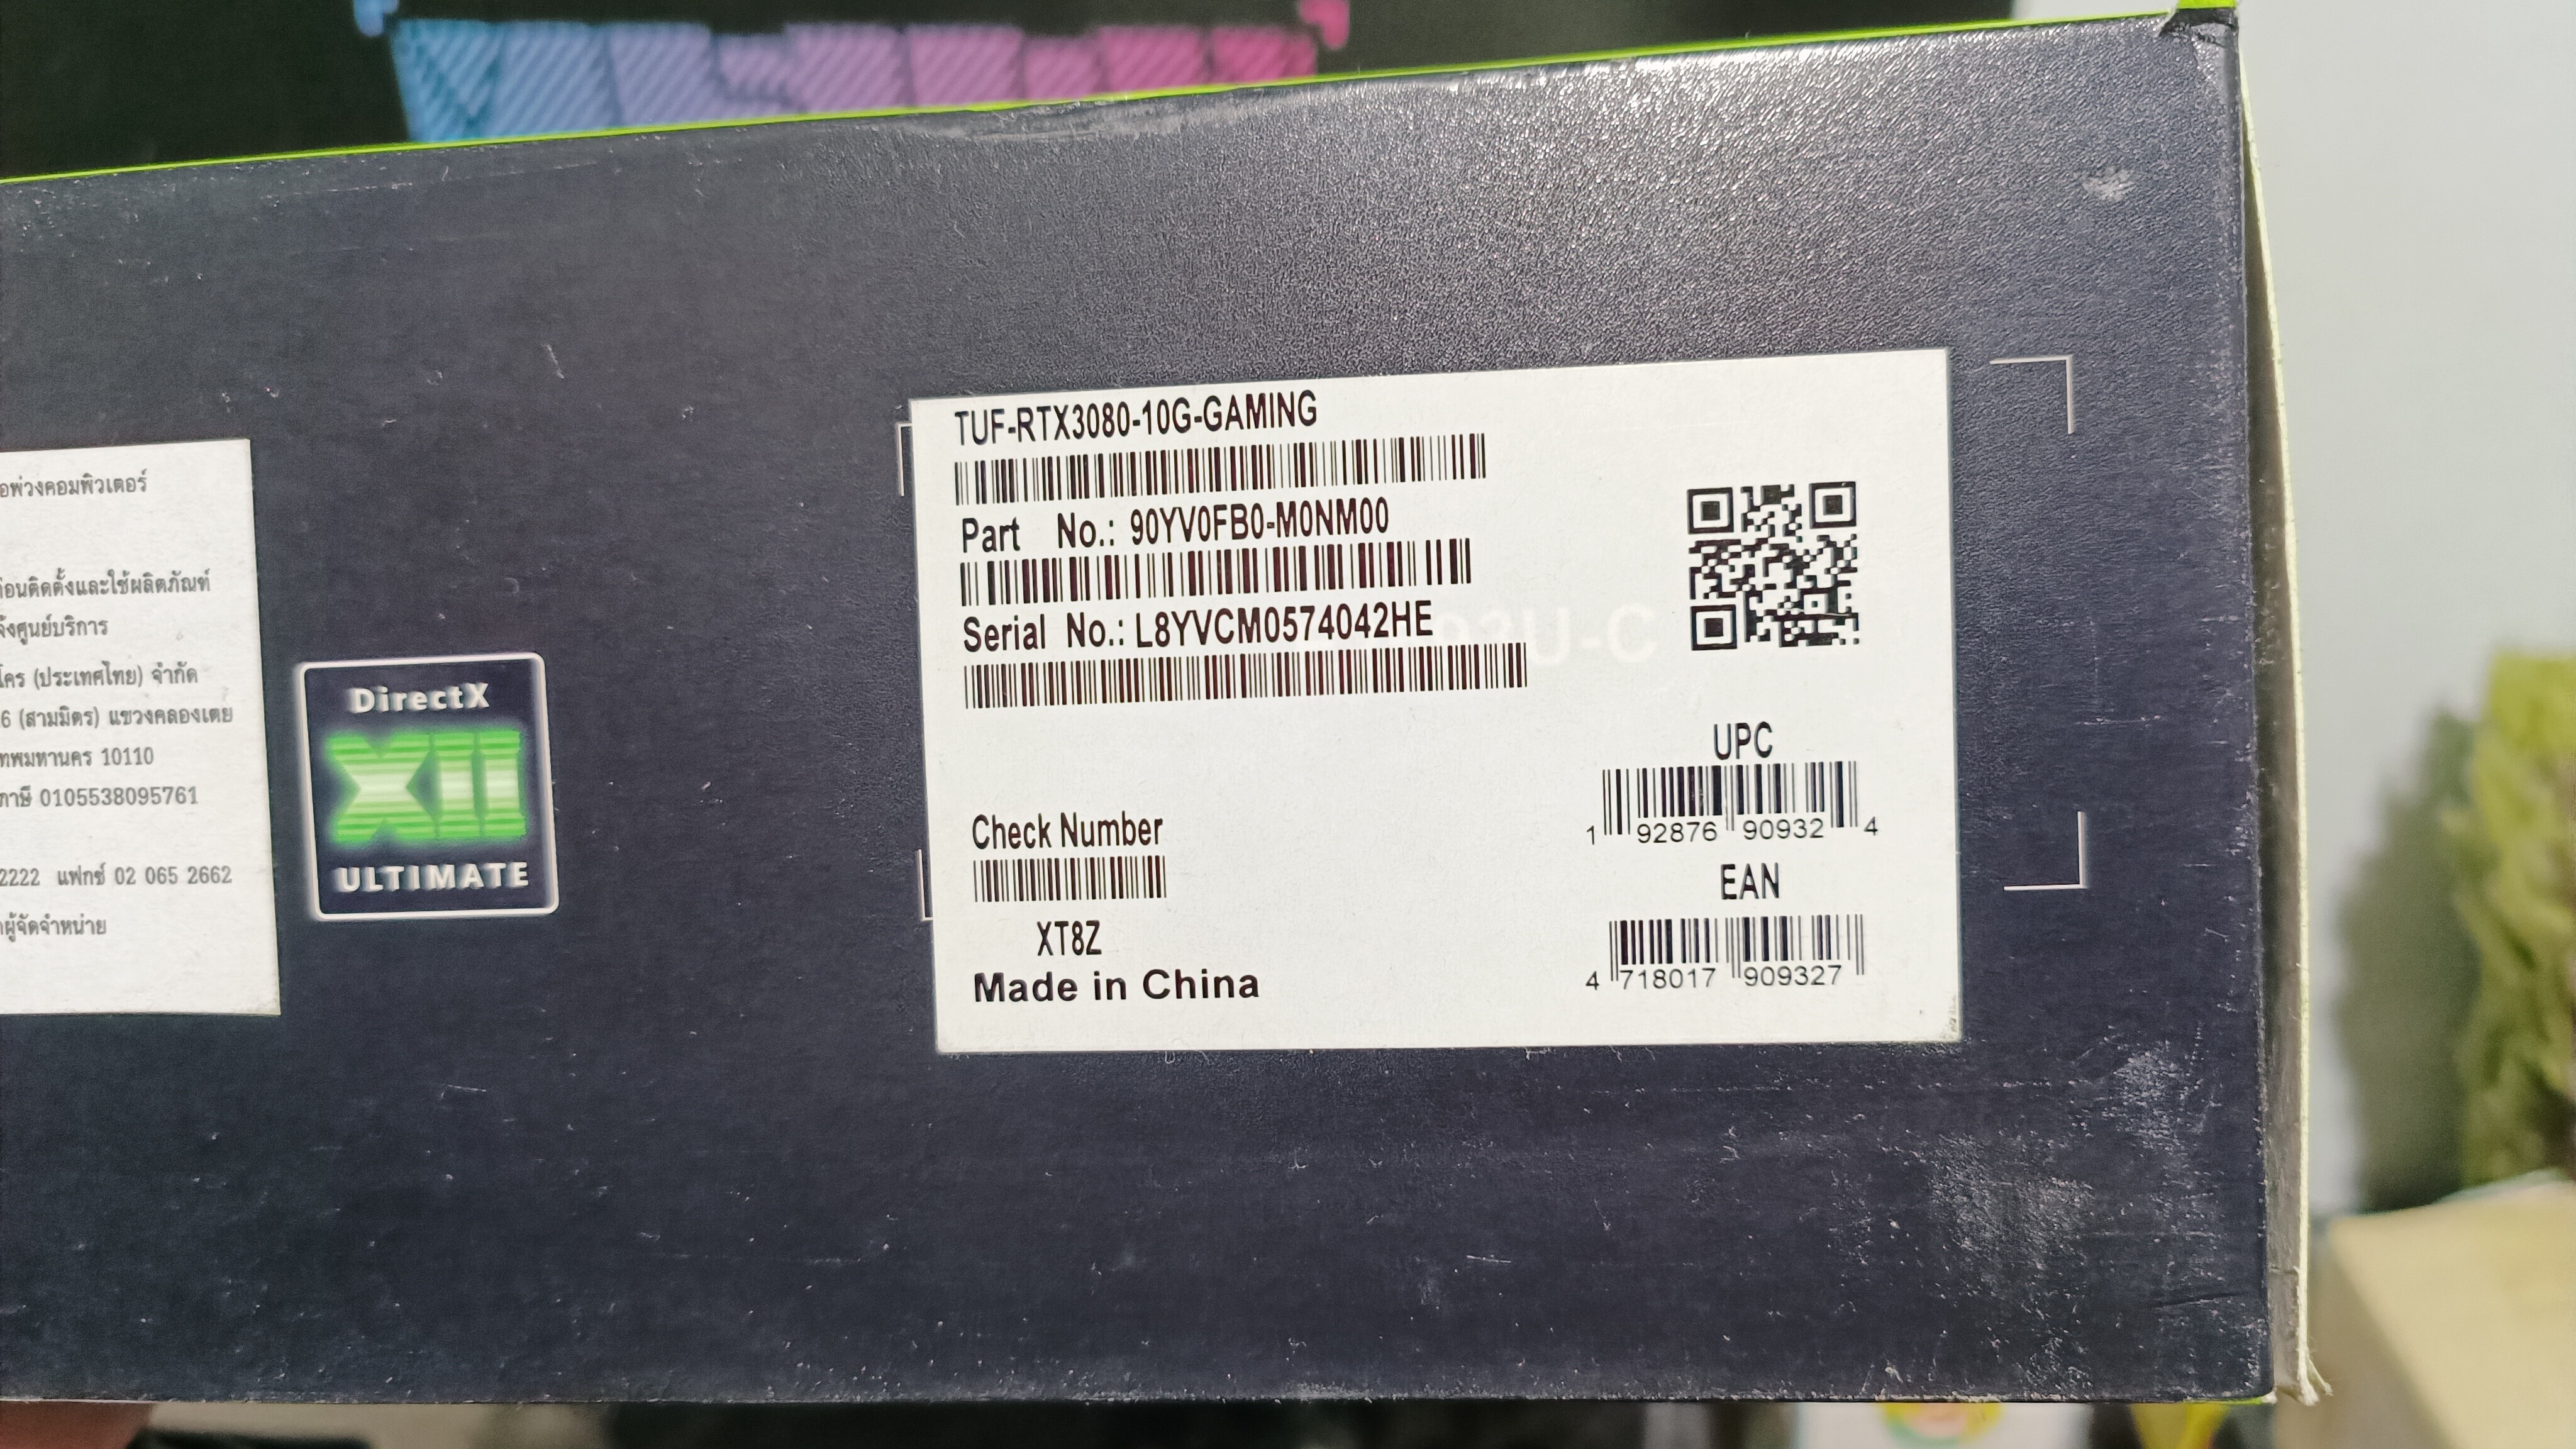 อพ่วงคอมพิวเตอร์
ก่อนติดตั้งและใช้ผลิตภัณฑ์
ศูนย์บริการ
โคร (ประเทศไทย) จำกัด
6 (สามมิตร) แขวงคลองเตย
ทพมหานคร 10110
ภาษี 0105538095761
2222 แฟกซ์ 02 065 2662
ผู้จัดจำหน่าย
DirectX
XII
ULTIMATE
TUF-RTX3080-10G-GAMING
Part No.: 90YV0FB0-M0NM00
Serial No.: L8YVCM0574042HE
U-C
Check Number
XT8Z
Made in China
UPC
1 92876 90932 4
EAN
4 718017 909327